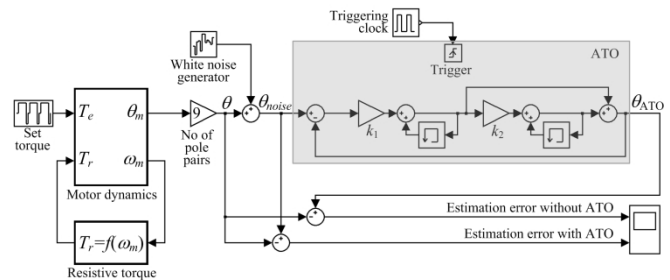 Triggering
clock
ATO
Trigger
White noise
generator
θ
θnoise
θATO
k1
k2
Set
torque
Te
θm
Tr
ωm
Motor dynamics
9
No of
pole
pairs
Tr=f(ωm)
Resistive torque
Estimation error without ATO
Estimation error with ATO